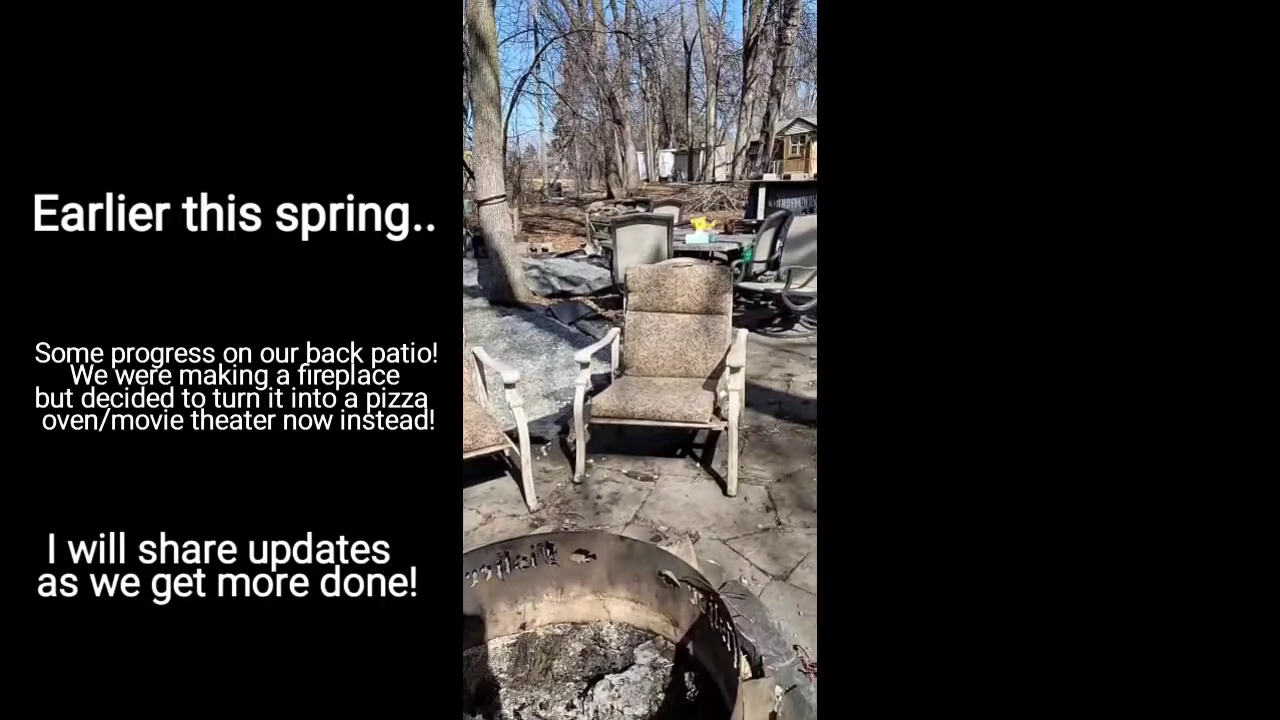 Earlier this spring..
Some progress on our back patio!
We were making a fireplace
but decided to turn it into a pizza
oven/movie theater now instead!
I will share updates
as we get more done!